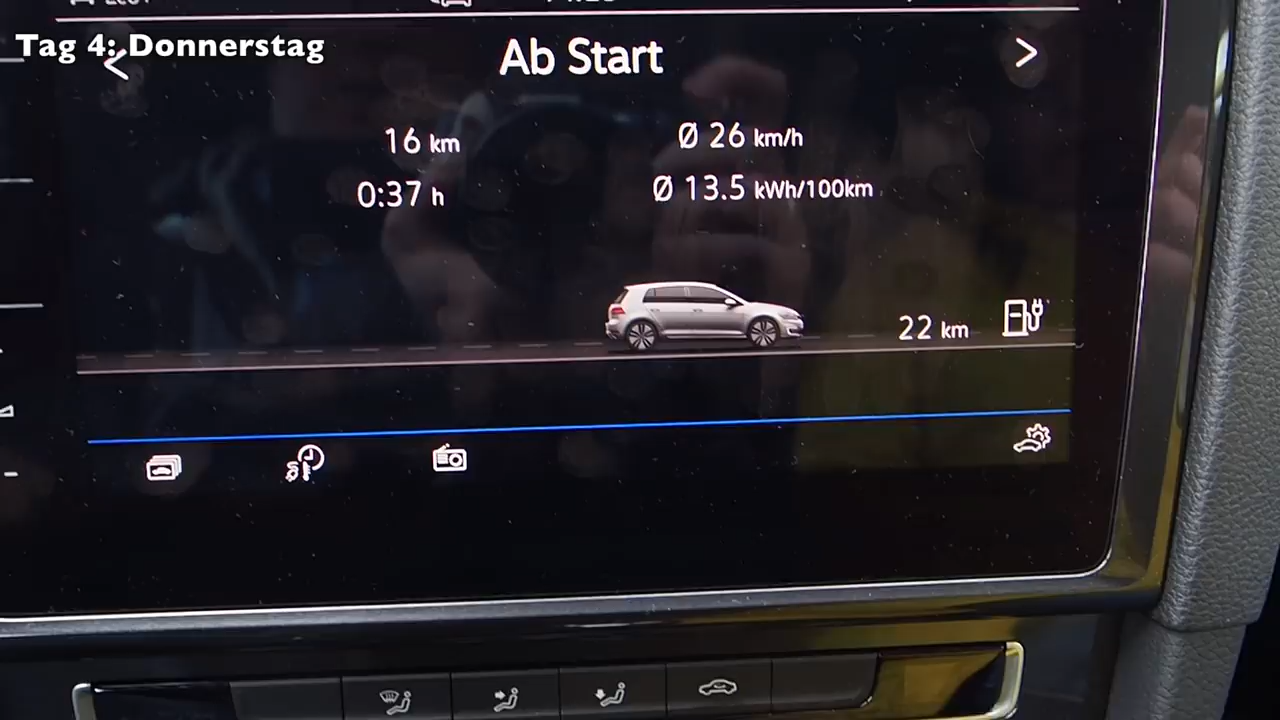 Tag 4: Donnerstag
Ab Start
16 km
Ø 26 km/h
0:37 h
Ø 13.5 kWh/100km
22 km